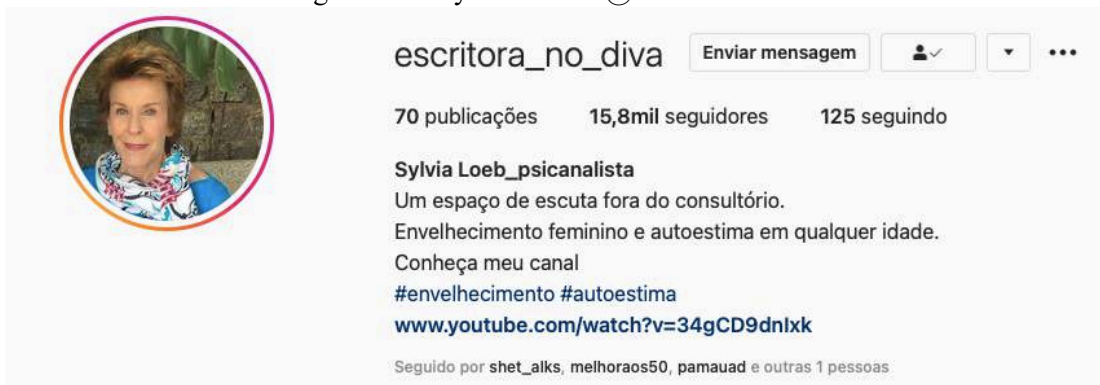 escritora_no_diva Enviar mensagem
70 publicações 15,8mil seguidores 125 seguindo
Sylvia Loeb_psicanalista
Um espaço de escuta fora do consultório.
Envelhecimento feminino e autoestima em qualquer idade.
Conheça meu canal
#envelhecimento #autoestima
www.youtube.com/watch?v=34gCD9dnlxk
Seguido por shet_alks, melhoraos50, pamauad e outras 1 pessoas